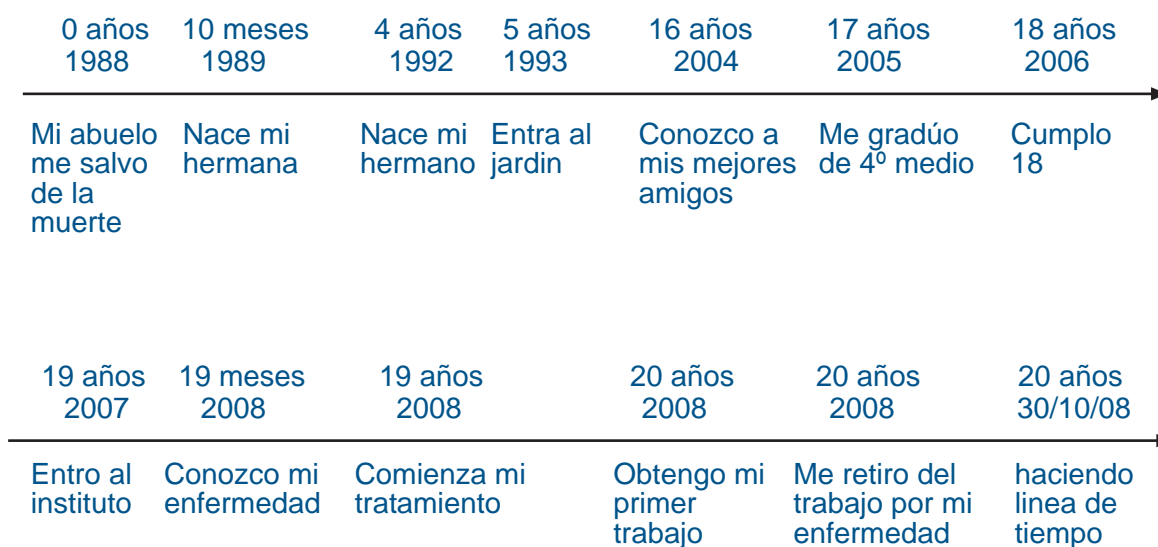 0 años 10 meses 4 años 5 años 16 años 17 años 18 años
1988 1989 1992 1993 2004 2005 2006
Mi abuelo Nace mi Nace mi Entra al Conozco a Me gradúo Cumplo
me salvo hermana hermano jardin mis mejores de 4º medio 18
de la amigos
muerte
19 años 19 meses 19 años 20 años 20 años 20 años
2007 2008 2008 2008 2008 30/10/08
Entro al Conozco mi Comienza mi Obtengo mi Me retiro del haciendo
instituto enfermedad tratamiento primer trabajo por mi linea de
trabajo enfermedad tiempo